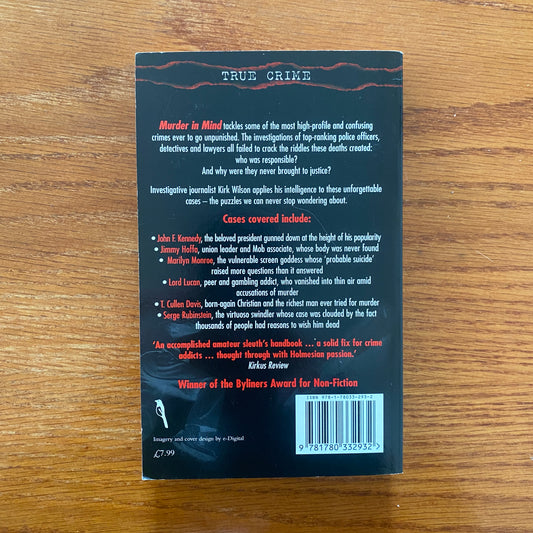 TRUE CRIME
Murder in Mind tackles some of the most high-profile and confusing
crimes ever to go unpunished. The investigations of top-ranking police officers,
detectives and lawyers all failed to crack the riddles these deaths created:
who was responsible?
And why were they never brought to justice?
Investigative journalist Kirk Wilson applies his intelligence to these unforgettable
cases – the puzzles we can never stop wondering about.
Cases covered include:
• John F. Kennedy, the beloved president gunned down at the height of his popularity
• Jimmy Hoffa, union leader and Mob associate, whose body was never found
• Marilyn Monroe, the vulnerable screen goddess whose ‘probable suicide’
raised more questions than it answered
• Lord Lucan, peer and gambling addict, who vanished into thin air amid
accusations of murder
• T. Cullen Davis, born-again Christian and the richest man ever tried for murder
• Serge Rubinstein, the virtuoso swindler whose case was clouded by the fact
thousands of people had reasons to wish him dead
‘An accomplished amateur sleuth’s handbook … a solid fix for crime
addicts … thought through with Holmesian passion.’
Kirkus Review
Winner of the Byliners Award for Non-Fiction
ISBN 978-1-78033-293-2
9 781780 332932
Imagery and cover design by e-Digital
£7.99